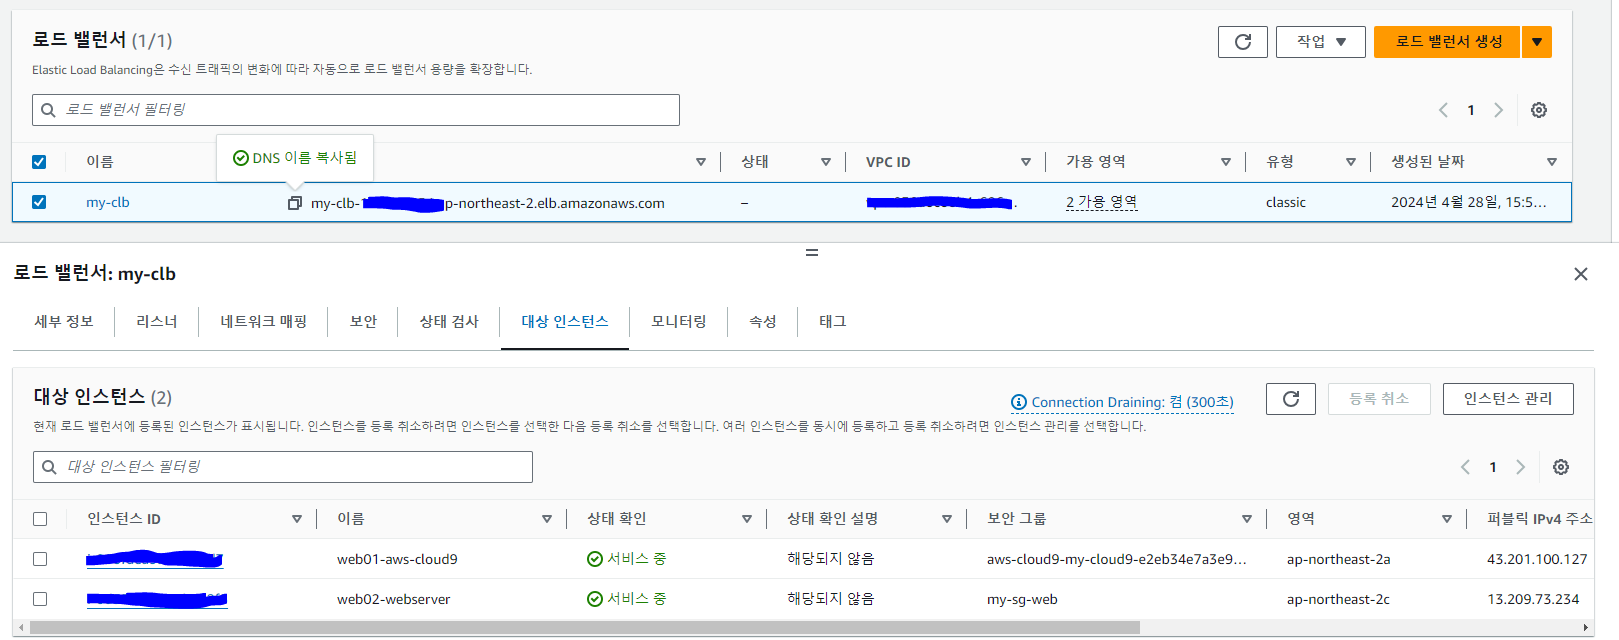 로드 밸런서 (1/1)
작업
로드 밸런서 생성
Elastic Load Balancing은 수신 트래픽의 변화에 따라 자동으로 로드 밸런서 용량을 확장합니다.
로드 밸런서 필터링
1
DNS 이름 복사됨
이름 상태 VPC ID 가용 영역 유형 생성된 날짜
my-clb my-clb- p-northeast-2.elb.amazonaws.com – 2 가용 영역 classic 2024년 4월 28일, 15:5...
로드 밸런서: my-clb
세부 정보 리스너 네트워크 매핑 보안 상태 검사 대상 인스턴스 모니터링 속성 태그
대상 인스턴스 (2)
Connection Draining: 켬 (300초)
등록 취소
인스턴스 관리
현재 로드 밸런서에 등록된 인스턴스가 표시됩니다. 인스턴스를 등록 취소하려면 인스턴스를 선택한 다음 등록 취소를 선택합니다. 여러 인스턴스를 동시에 등록하고 등록 취소하려면 인스턴스 관리를 선택합니다.
대상 인스턴스 필터링
1
인스턴스 ID 이름 상태 확인 상태 확인 설명 보안 그룹 영역 퍼블릭 IPv4 주소
web01-aws-cloud9 서비스 중 해당되지 않음 aws-cloud9-my-cloud9-e2eb34e7a3e9... ap-northeast-2a 43.201.100.127
web02-webserver 서비스 중 해당되지 않음 my-sg-web ap-northeast-2c 13.209.73.234